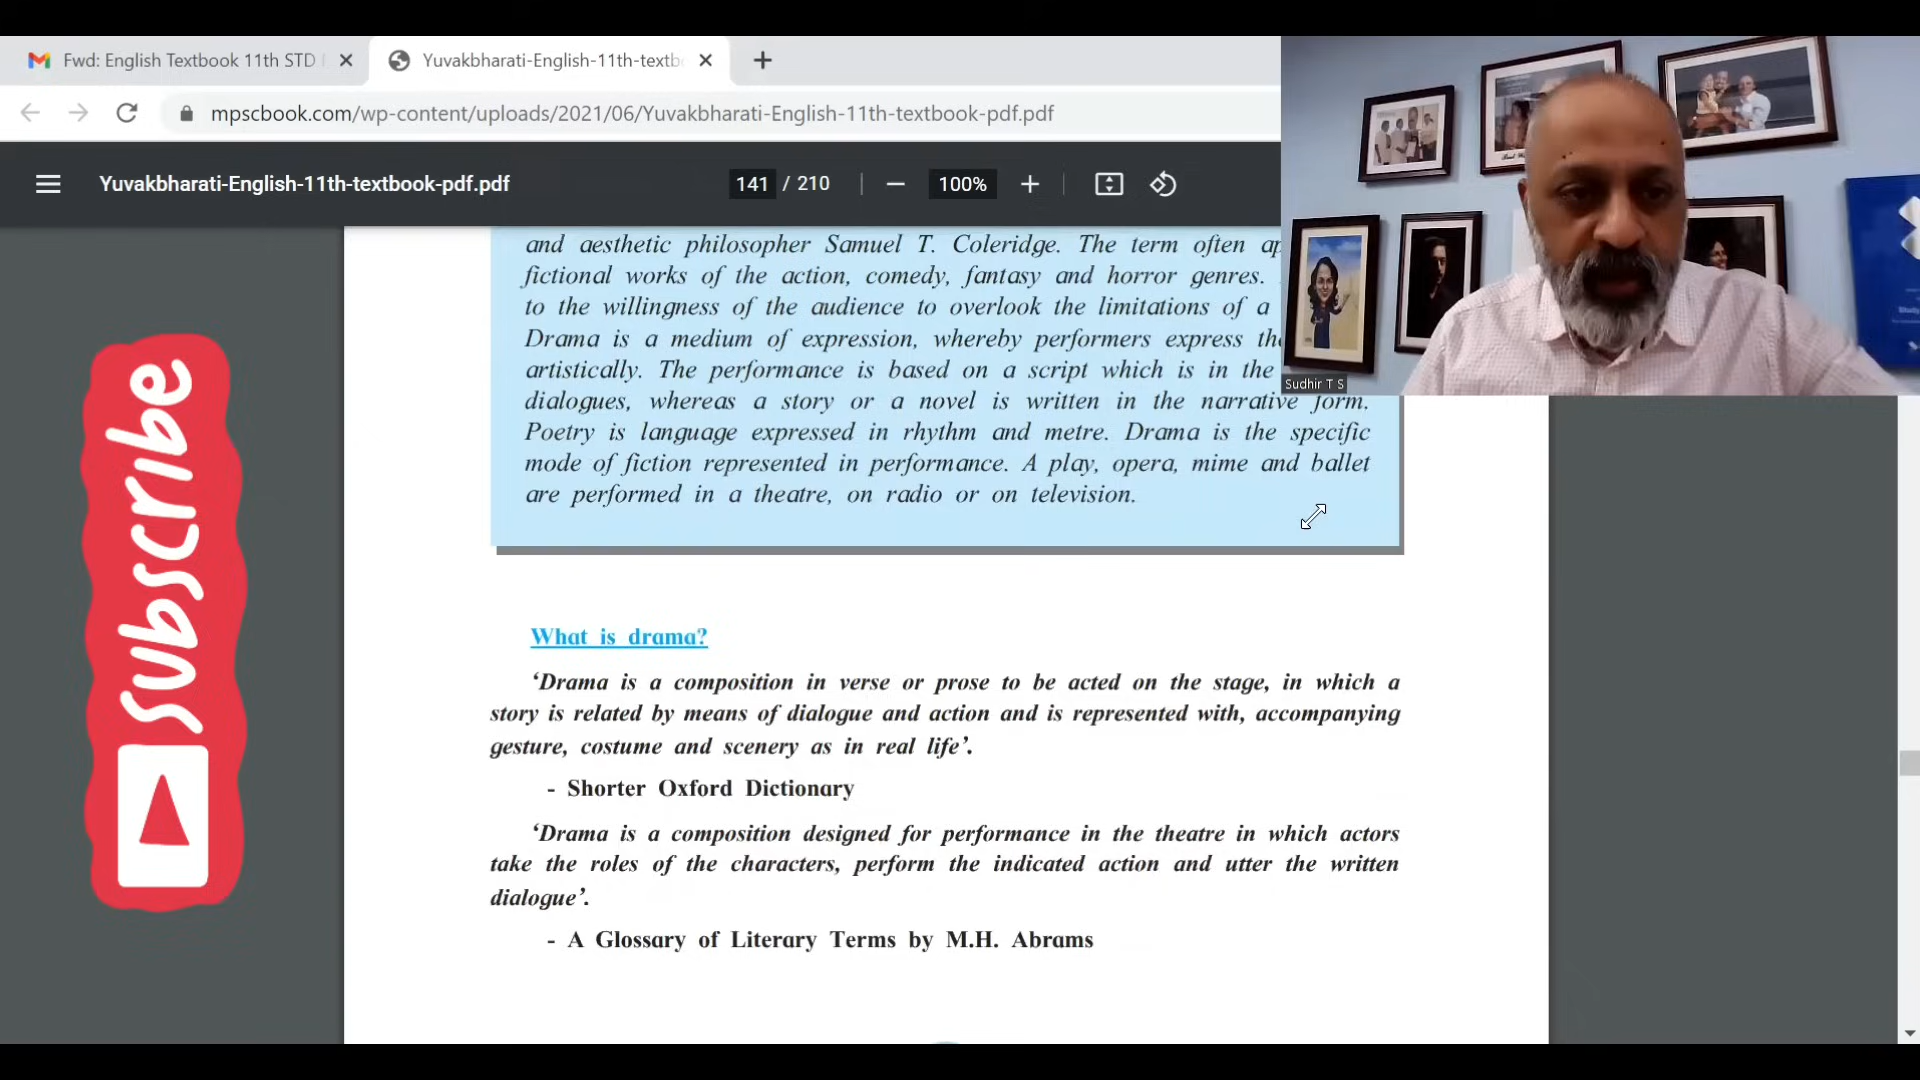 Fwd: English Textbook 11th STD
Yuvakbharati-English-11th-textb
mpscbook.com/wp-content/uploads/2021/06/Yuvakbharati-English-11th-textbook-pdf.pdf
Yuvakbharati-English-11th-textbook-pdf.pdf
141 / 210
100%
and aesthetic philosopher Samuel T. Coleridge. The term often ap
fictional works of the action, comedy, fantasy and horror genres.
to the willingness of the audience to overlook the limitations of a
Drama is a medium of expression, whereby performers express the
artistically. The performance is based on a script which is in the
dialogues, whereas a story or a novel is written in the narrative form.
Poetry is language expressed in rhythm and metre. Drama is the specific
mode of fiction represented in performance. A play, opera, mime and ballet
are performed in a theatre, on radio or on television.
Sudhir T S
Subscribe
What is drama?
‘Drama is a composition in verse or prose to be acted on the stage, in which a
story is related by means of dialogue and action and is represented with, accompanying
gesture, costume and scenery as in real life’.
- Shorter Oxford Dictionary
‘Drama is a composition designed for performance in the theatre in which actors
take the roles of the characters, perform the indicated action and utter the written
dialogue’.
- A Glossary of Literary Terms by M.H. Abrams